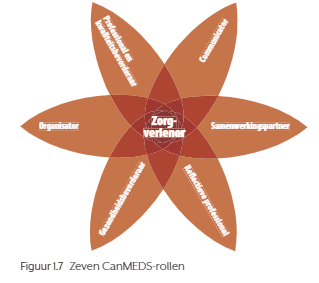 Professional en
kwaliteitsbevorderaar
Communicator
Organisator
Zorg-
verlener
Samenwerkingspartner
Gezondheidsbevorderaar
Reflectieve professional
Figuur 1.7 Zeven CanMEDS-rollen